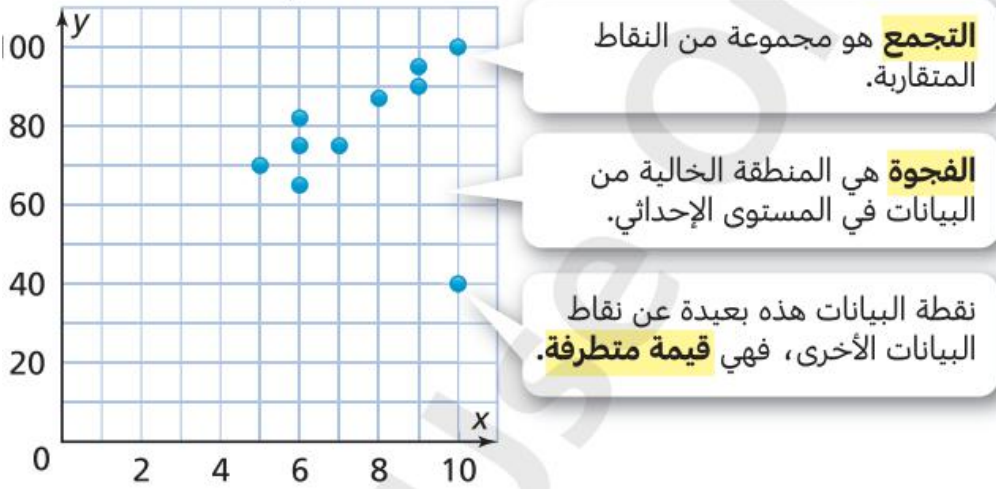 y
00
80
60
40
20
0
2 4 6 8 10
x
التجمع هو مجموعة من النقاط
المتقاربة.
الفجوة هي المنطقة الخالية من
البيانات في المستوى الإحداثي.
نقطة البيانات هذه بعيدة عن نقاط
البيانات الأخرى، فهي قيمة متطرفة.